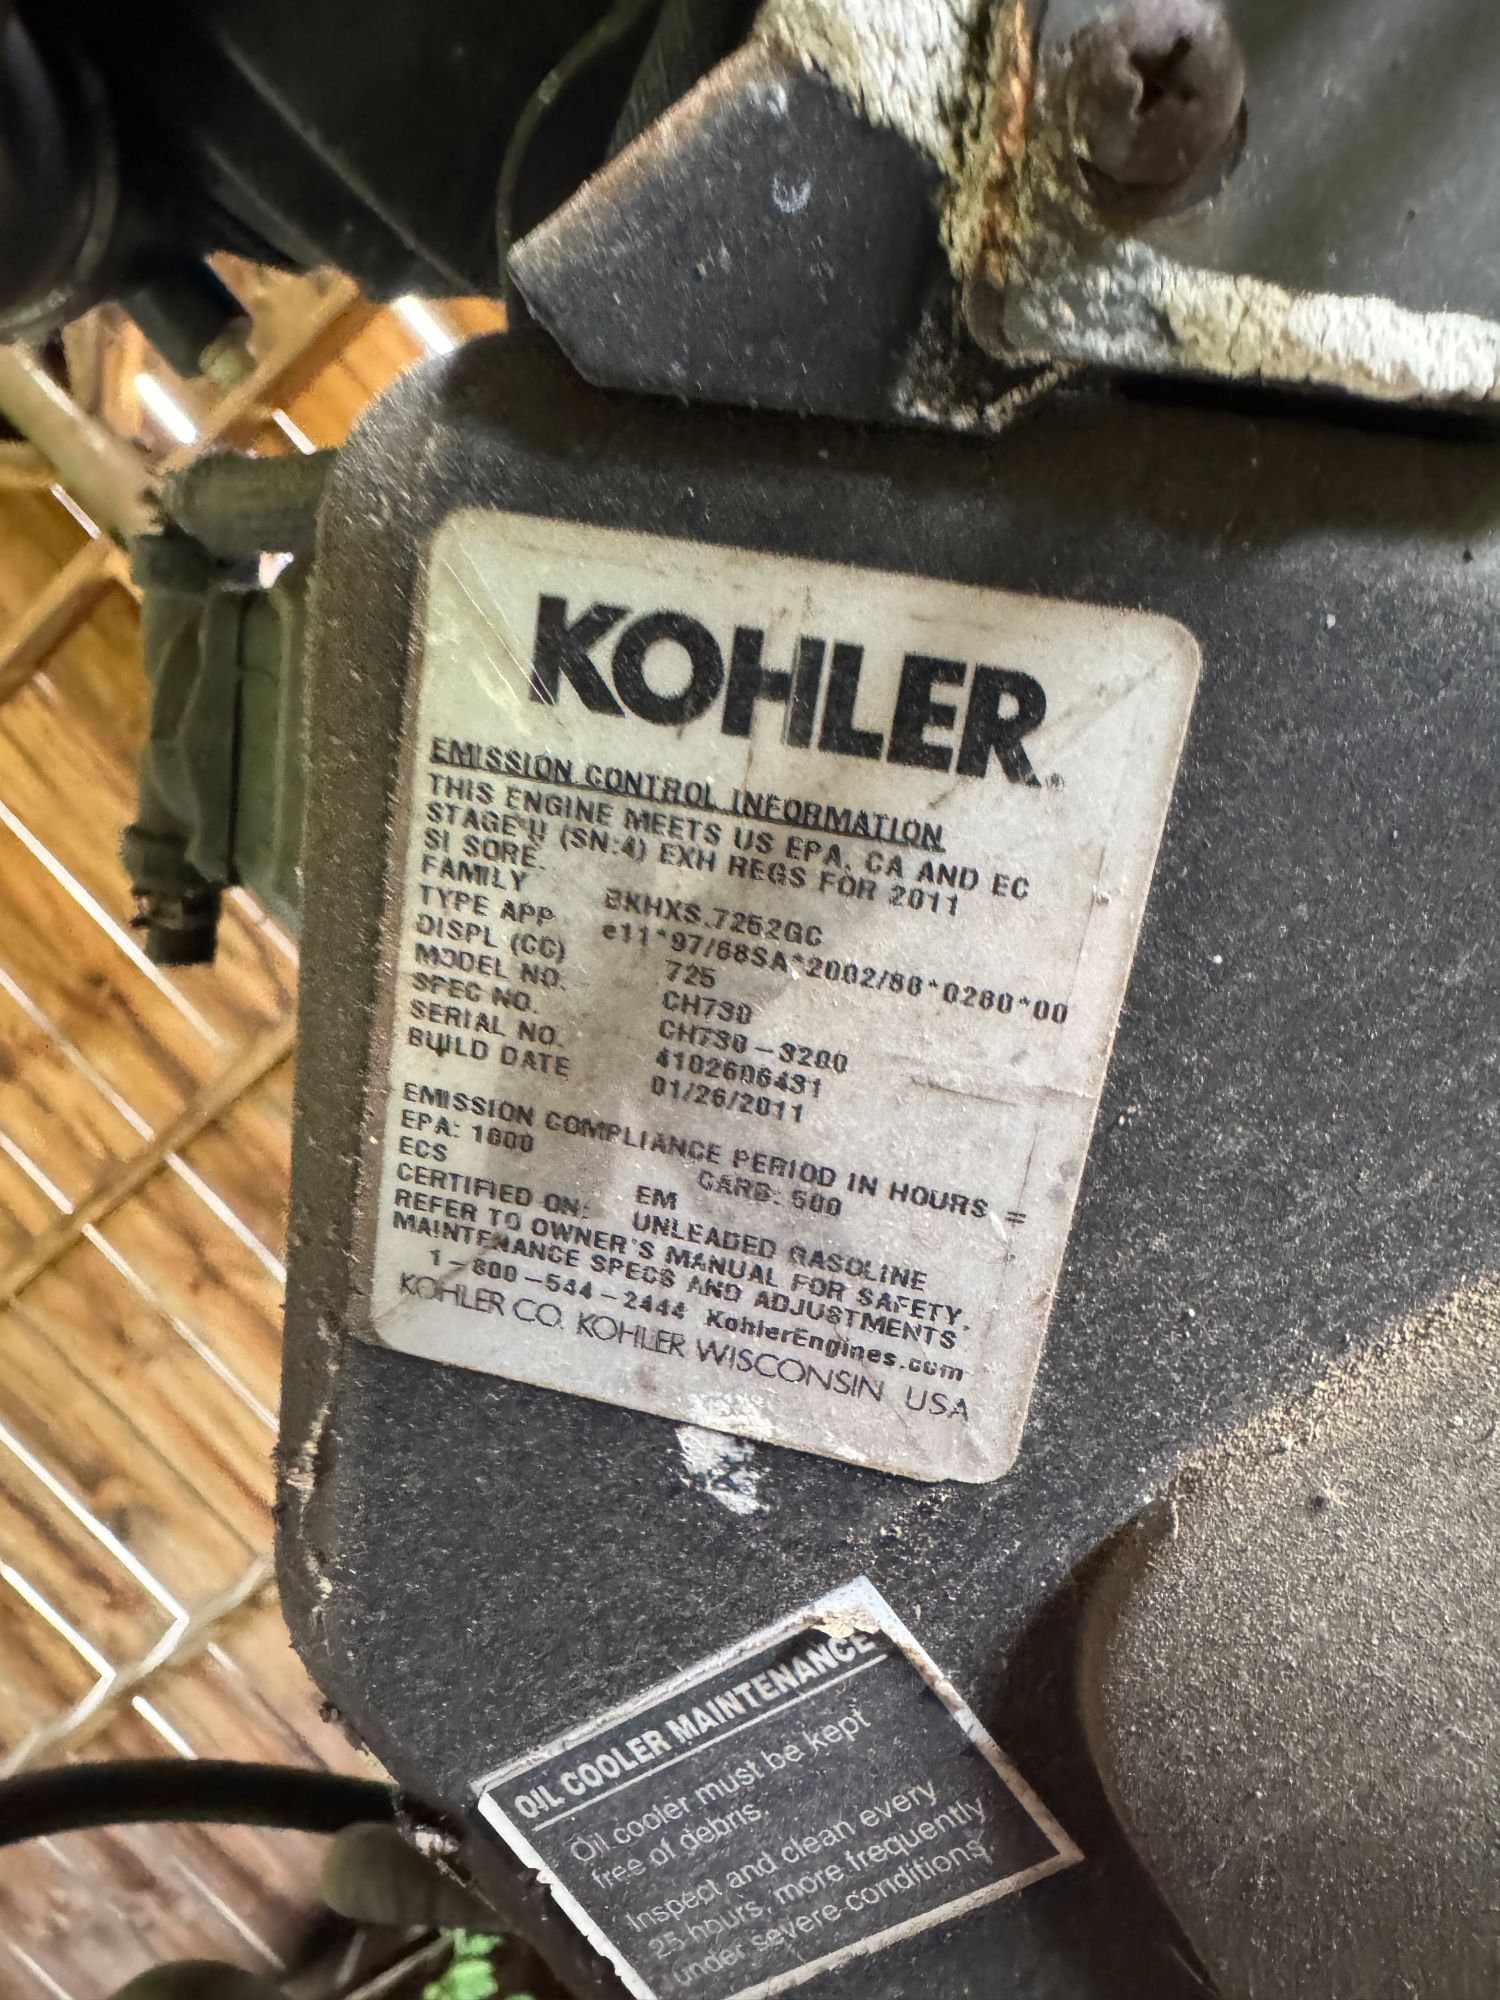 KOHLER®
EMISSION CONTROL INFORMATION
THIS ENGINE MEETS US EPA, CA AND EC
STAGE II (SN:4) EXH REGS FOR 2011
SI SORE
FAMILY BKHXS.7252GC
TYPE APP e11*97/68SA*2002/88*0280*00
DISPL (CC) 725
MODEL NO. CH730
SPEC NO. CH730-3200
SERIAL NO. 4102606431
BUILD DATE 01/26/2011
EMISSION COMPLIANCE PERIOD IN HOURS =
EPA: 1000 CARB: 500
ECS EM
CERTIFIED ON: UNLEADED GASOLINE
REFER TO OWNER'S MANUAL FOR SAFETY,
MAINTENANCE SPECS AND ADJUSTMENTS
1-800-544-2444 KohlerEngines.com
KOHLER CO. KOHLER WISCONSIN USA
OIL COOLER MAINTENANCE
Oil cooler must be kept
free of debris.
Inspect and clean every
25 hours, more frequently
under severe conditions.